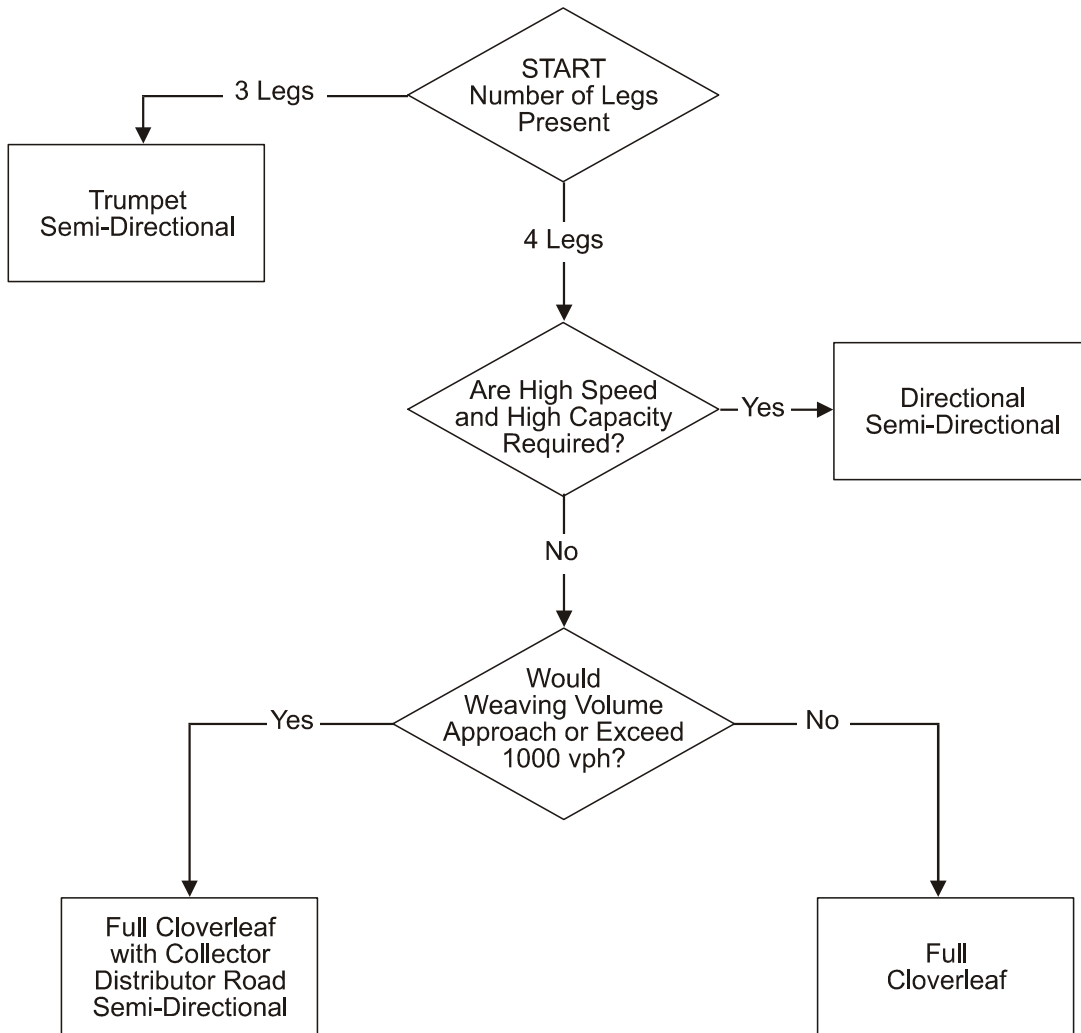 START
Number of Legs
Present
3 Legs
Trumpet
Semi-Directional
4 Legs
Are High Speed
and High Capacity
Required?
Yes
Directional
Semi-Directional
No
Would
Weaving Volume
Approach or Exceed
1000 vph?
Yes
No
Full Cloverleaf
with Collector
Distributor Road
Semi-Directional
Full
Cloverleaf